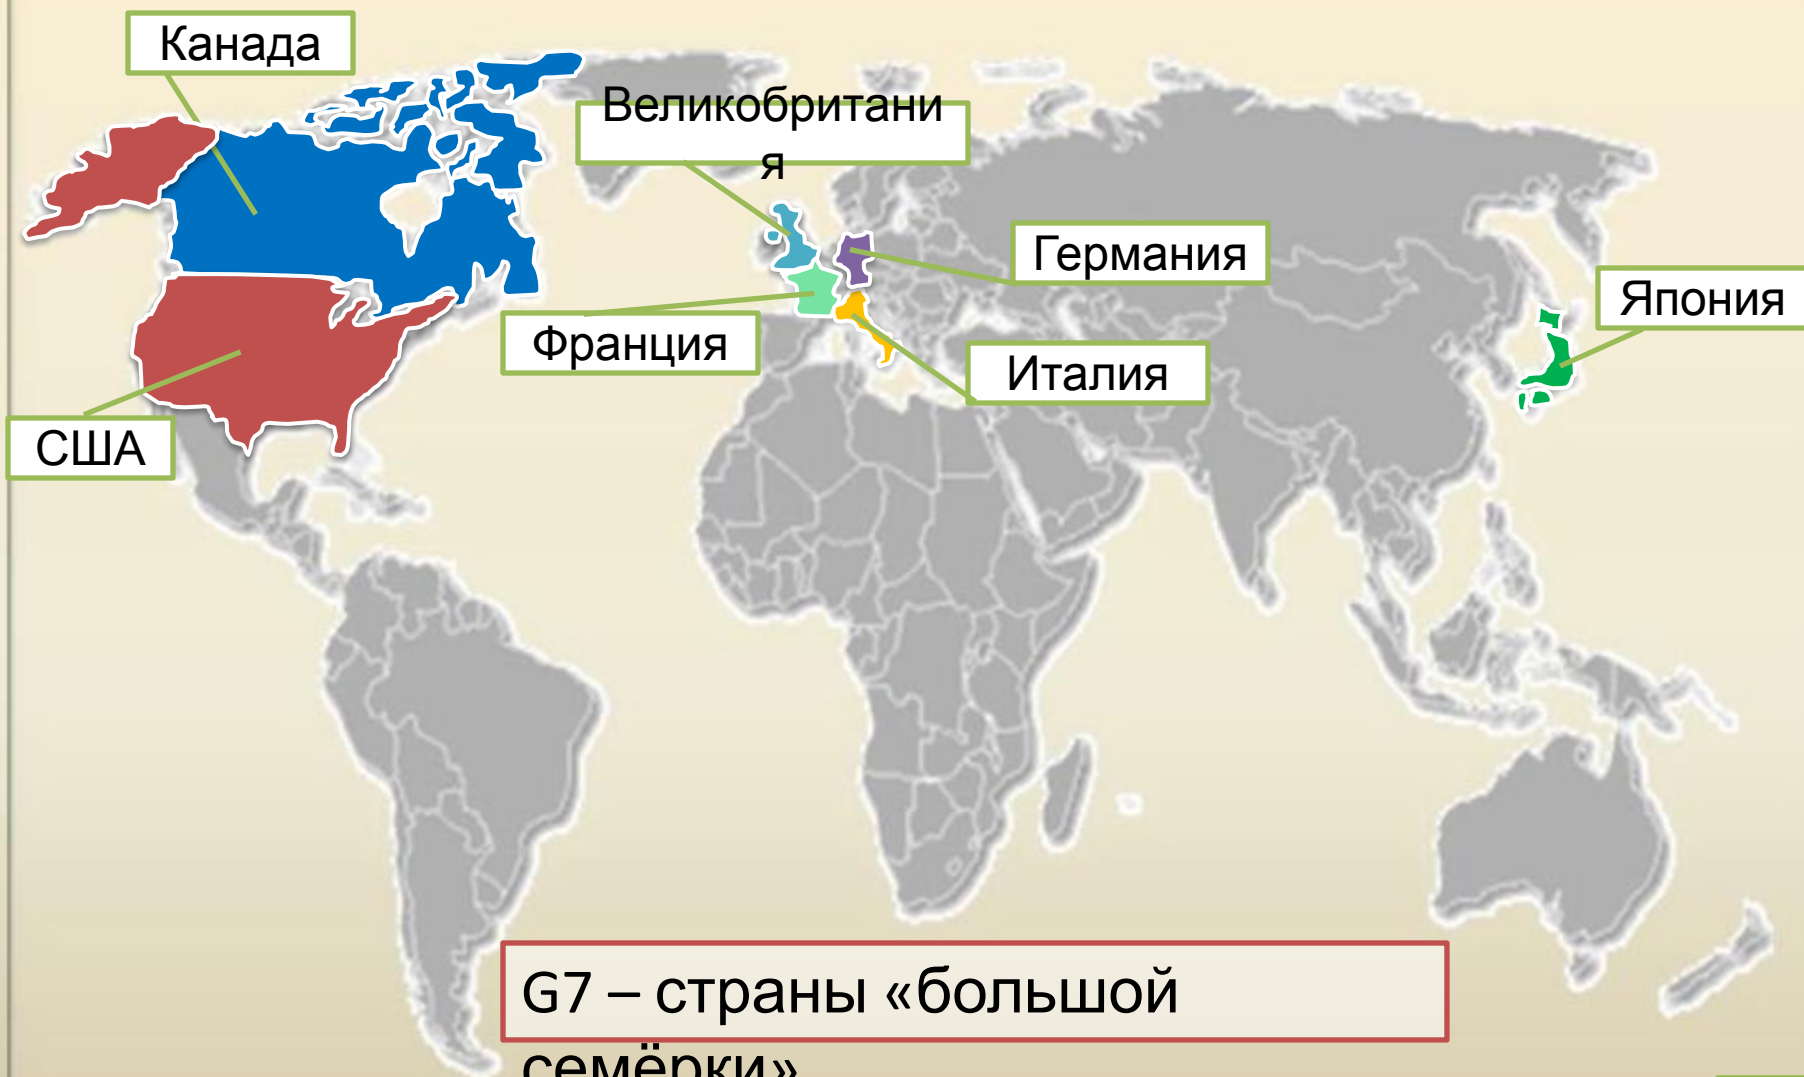 Канада
Великобритани
я
Германия
Япония
Франция
Италия
США
G7 – страны «большой
семёрки»